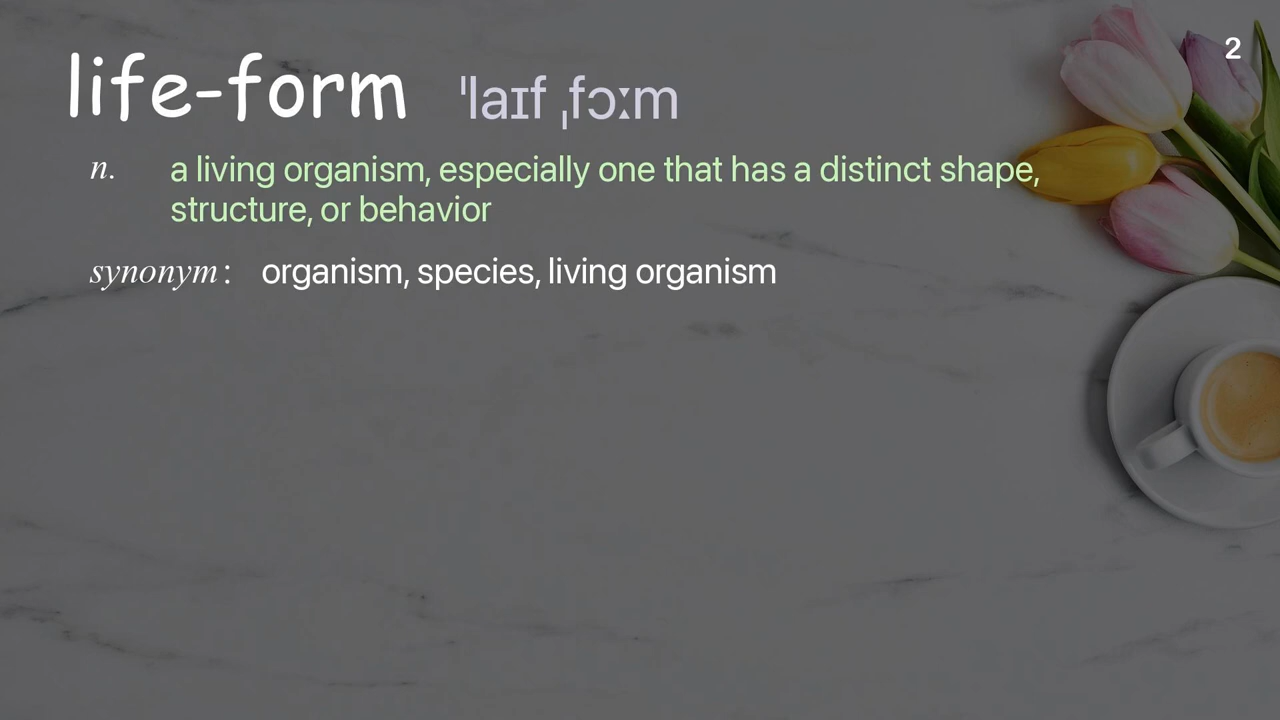 2
life-form ˈlaɪf ˌfɔːm
n. a living organism, especially one that has a distinct shape,
structure, or behavior
synonym: organism, species, living organism